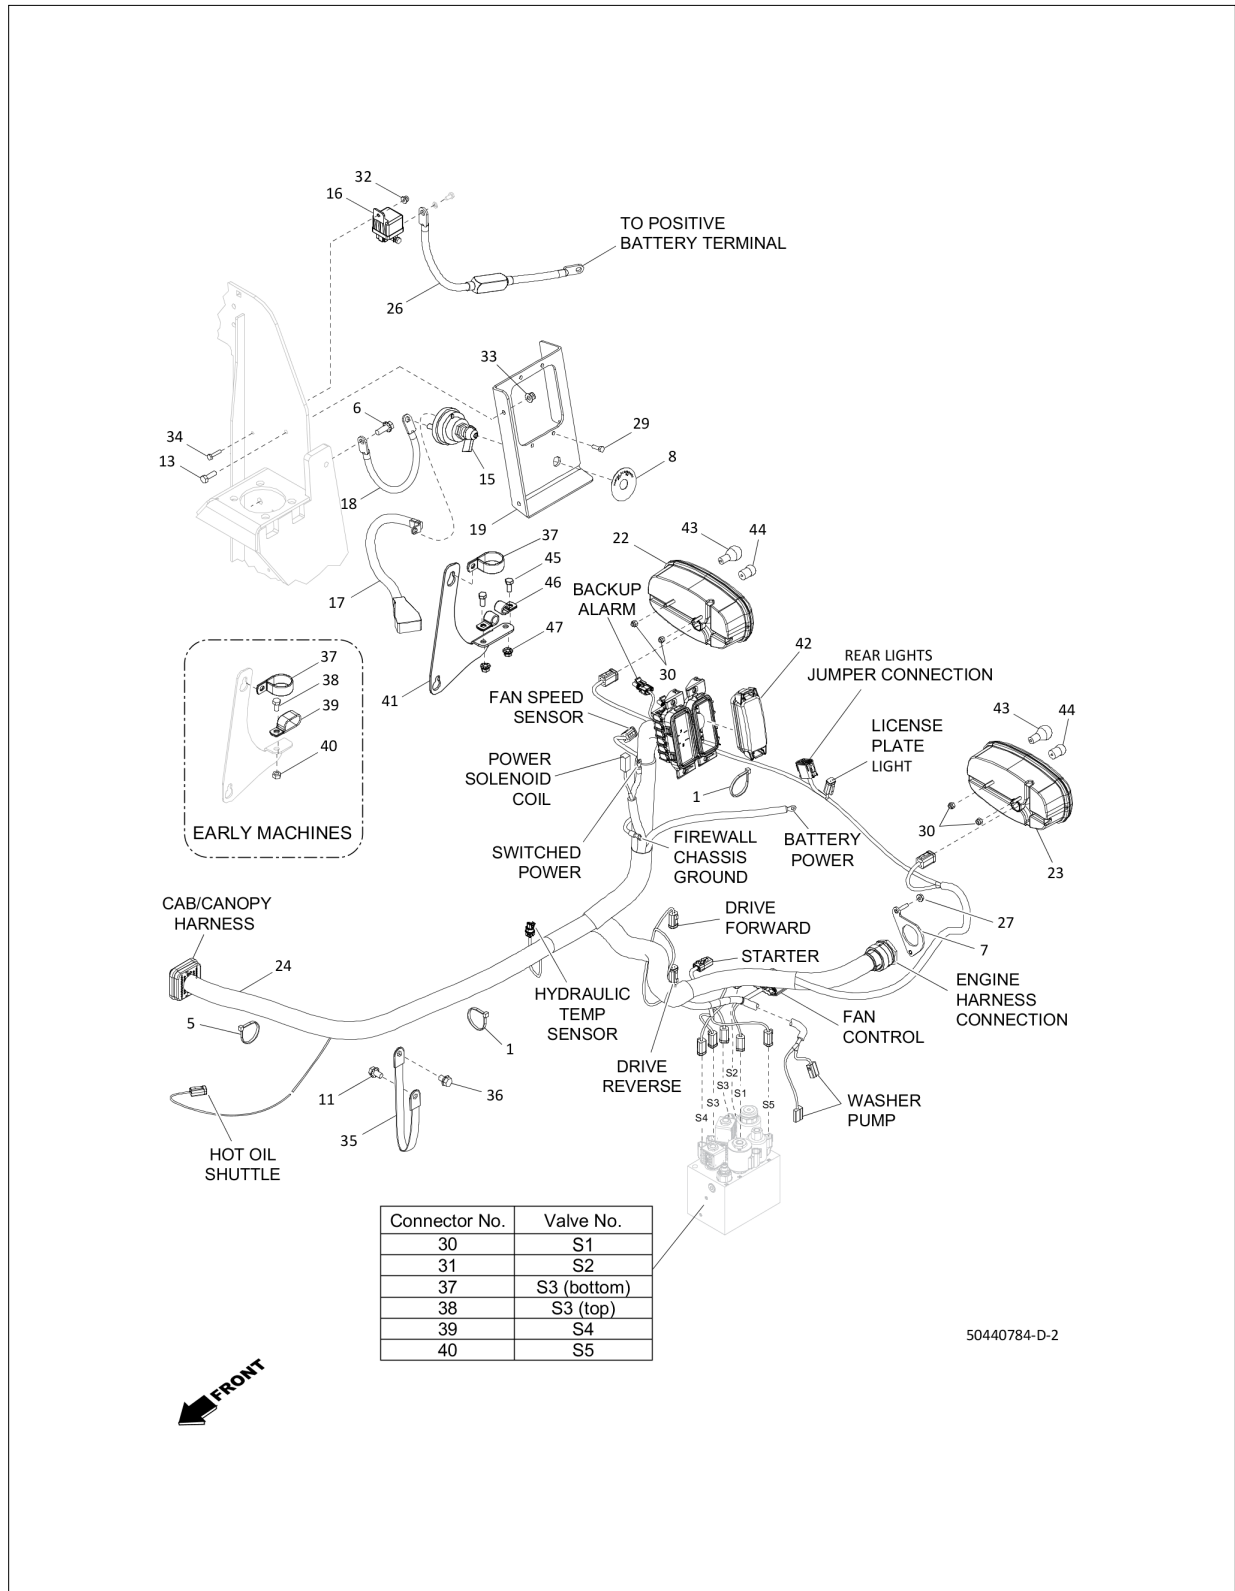 32
16
TO POSITIVE
BATTERY TERMINAL
26
33
6
34
13
29
8
15
18
19
17
37
45
46
47
41
43
44
22
BACKUP
ALARM
30
42
REAR LIGHTS
JUMPER CONNECTION
FAN SPEED
SENSOR
43
44
LICENSE
PLATE
LIGHT
POWER
SOLENOID
COIL
1
30
23
37
38
39
40
EARLY MACHINES
SWITCHED
POWER
FIREWALL
CHASSIS
GROUND
BATTERY
POWER
CAB/CANOPY
HARNESS
24
DRIVE
FORWARD
STARTER
27
7
HYDRAULIC
TEMP
SENSOR
ENGINE
HARNESS
CONNECTION
FAN
CONTROL
5
1
DRIVE
REVERSE
S2
S3
S1
S3
S5
S4
WASHER
PUMP
11
36
35
HOT OIL
SHUTTLE
Connector No. Valve No.
30 S1
31 S2
37 S3 (bottom)
38 S3 (top)
39 S4
40 S5
50440784-D-2
FRONT